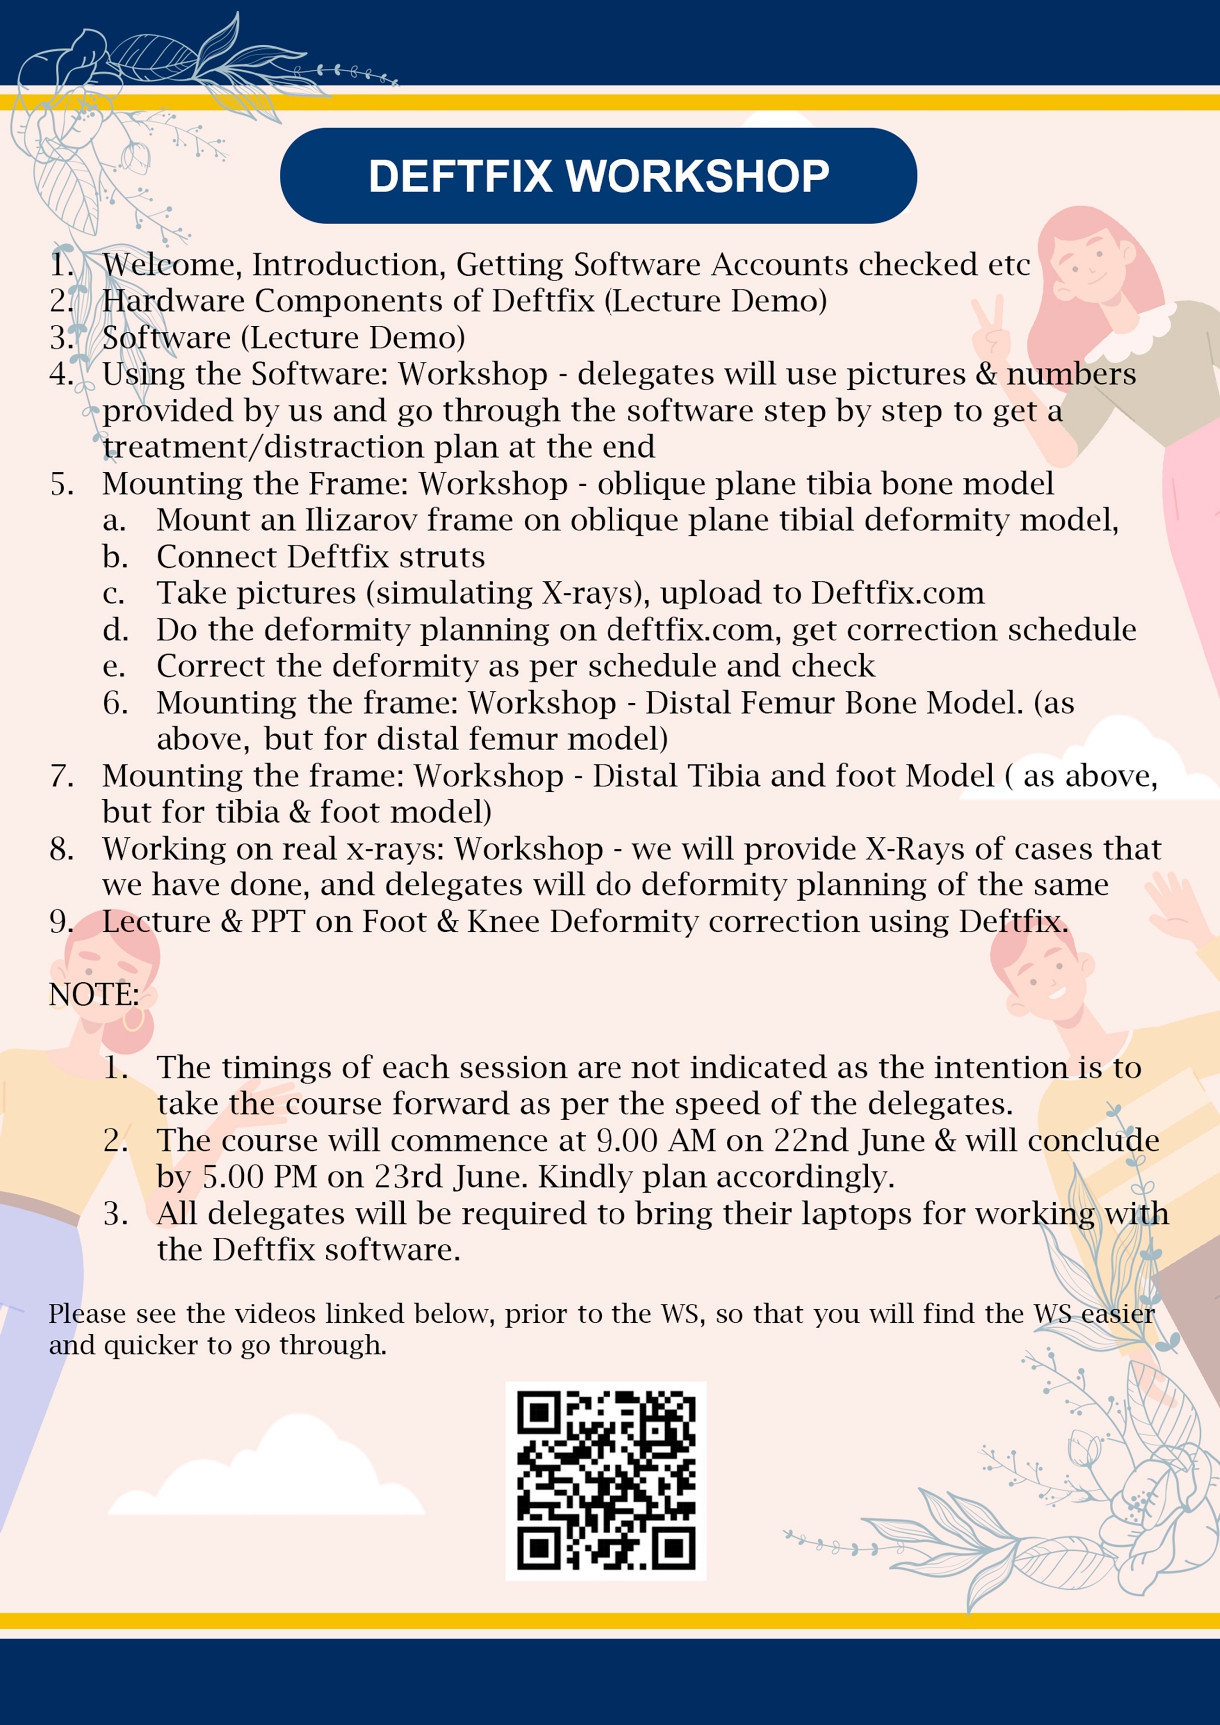 DEFTFIX WORKSHOP
1. Welcome, Introduction, Getting Software Accounts checked etc
2. Hardware Components of Deftfix (Lecture Demo)
3. Software (Lecture Demo)
4. Using the Software: Workshop - delegates will use pictures & numbers
provided by us and go through the software step by step to get a
treatment/distraction plan at the end
5. Mounting the Frame: Workshop - oblique plane tibia bone model
a. Mount an Ilizarov frame on oblique plane tibial deformity model,
b. Connect Deftfix struts
c. Take pictures (simulating X-rays), upload to Deftfix.com
d. Do the deformity planning on deftfix.com, get correction schedule
e. Correct the deformity as per schedule and check
6. Mounting the frame: Workshop - Distal Femur Bone Model. (as
above, but for distal femur model)
7. Mounting the frame: Workshop - Distal Tibia and foot Model ( as above,
but for tibia & foot model)
8. Working on real x-rays: Workshop - we will provide X-Rays of cases that
we have done, and delegates will do deformity planning of the same
9. Lecture & PPT on Foot & Knee Deformity correction using Deftfix.
NOTE:
1. The timings of each session are not indicated as the intention is to
take the course forward as per the speed of the delegates.
2. The course will commence at 9.00 AM on 22nd June & will conclude
by 5.00 PM on 23rd June. Kindly plan accordingly.
3. All delegates will be required to bring their laptops for working with
the Deftfix software.
Please see the videos linked below, prior to the WS, so that you will find the WS easier
and quicker to go through.